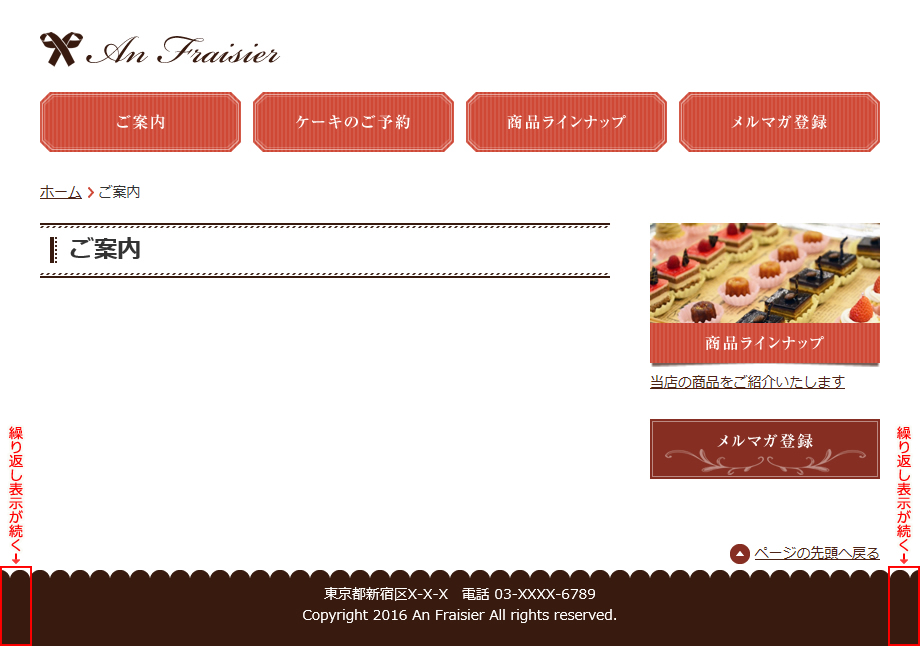 An Fraisier
ご案内
ケーキのご予約
商品ラインナップ
メルマガ登録
ホーム > ご案内
ご案内
商品ラインナップ
当店の商品をご紹介いたします
メルマガ登録
繰り返し表示が続く→
繰り返し表示が続く→
ページの先頭へ戻る
東京都新宿区X-X-X　電話 03-XXXX-6789
Copyright 2016 An Fraisier All rights reserved.